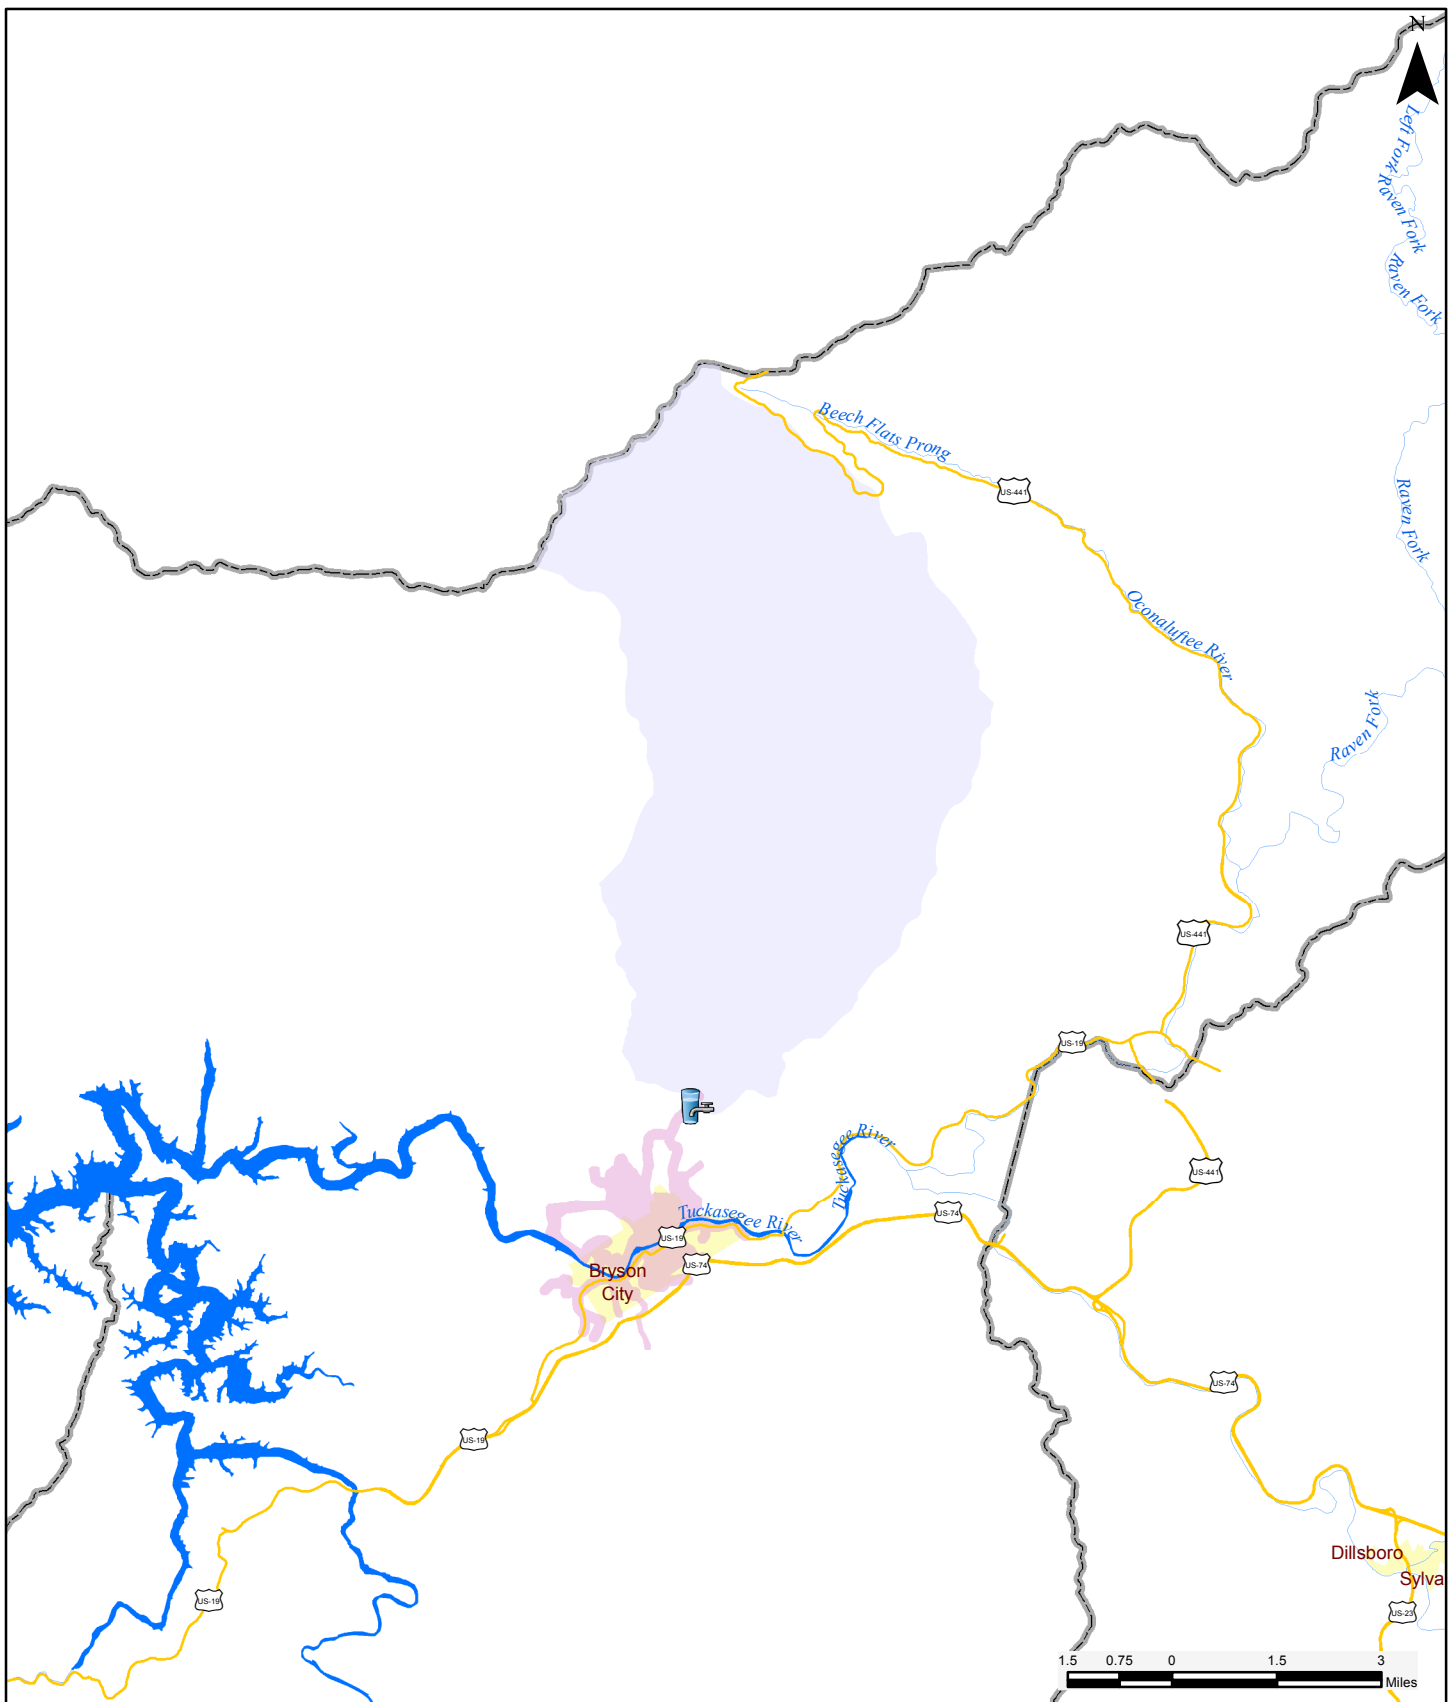 N
Left Fork
Raven Fork
Raven Fork
Beech Flats Prong
US-441
Raven Fork
Oconaluftee River
Raven Fork
US-441
US-19
Tuckasegee River
US-441
Tuckasegee River
US-74
US-19
US-74
Bryson
City
US-74
US-19
Dillsboro
Sylva
US-19
US-23
1.5 0.75 0 1.5 3
Miles